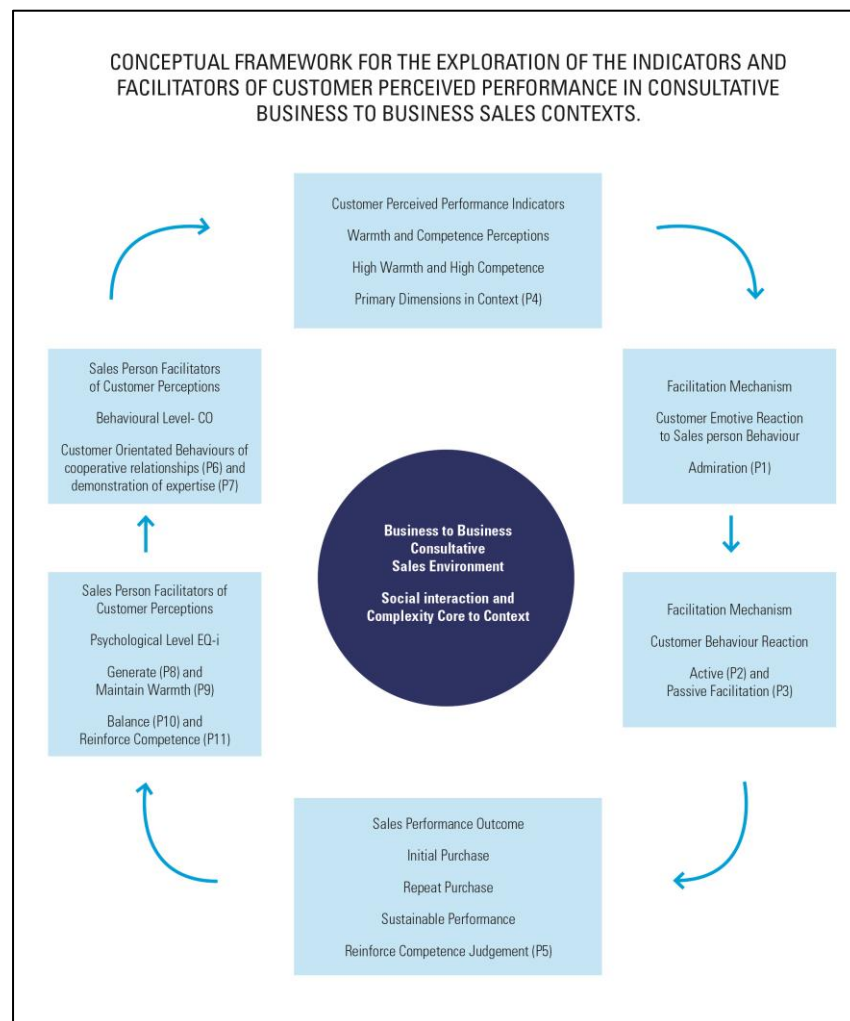 CONCEPTUAL FRAMEWORK FOR THE EXPLORATION OF THE INDICATORS AND
FACILITATORS OF CUSTOMER PERCEIVED PERFORMANCE IN CONSULTATIVE
BUSINESS TO BUSINESS SALES CONTEXTS.
Customer Perceived Performance Indicators
Warmth and Competence Perceptions
High Warmth and High Competence
Primary Dimensions in Context (P4)
Sales Person Facilitators
of Customer Perceptions
Behavioural Level- CO
Customer Orientated Behaviours of
cooperative relationships (P6) and
demonstration of expertise (P7)
Facilitation Mechanism
Customer Emotive Reaction
to Sales person Behaviour
Admiration (P1)
Business to Business
Consultative
Sales Environment
Social interaction and
Complexity Core to Context
Sales Person Facilitators of
Customer Perceptions
Psychological Level EQ-i
Generate (P8) and
Maintain Warmth (P9)
Balance (P10) and
Reinforce Competence (P11)
Facilitation Mechanism
Customer Behaviour Reaction
Active (P2) and
Passive Facilitation (P3)
Sales Performance Outcome
Initial Purchase
Repeat Purchase
Sustainable Performance
Reinforce Competence Judgement (P5)